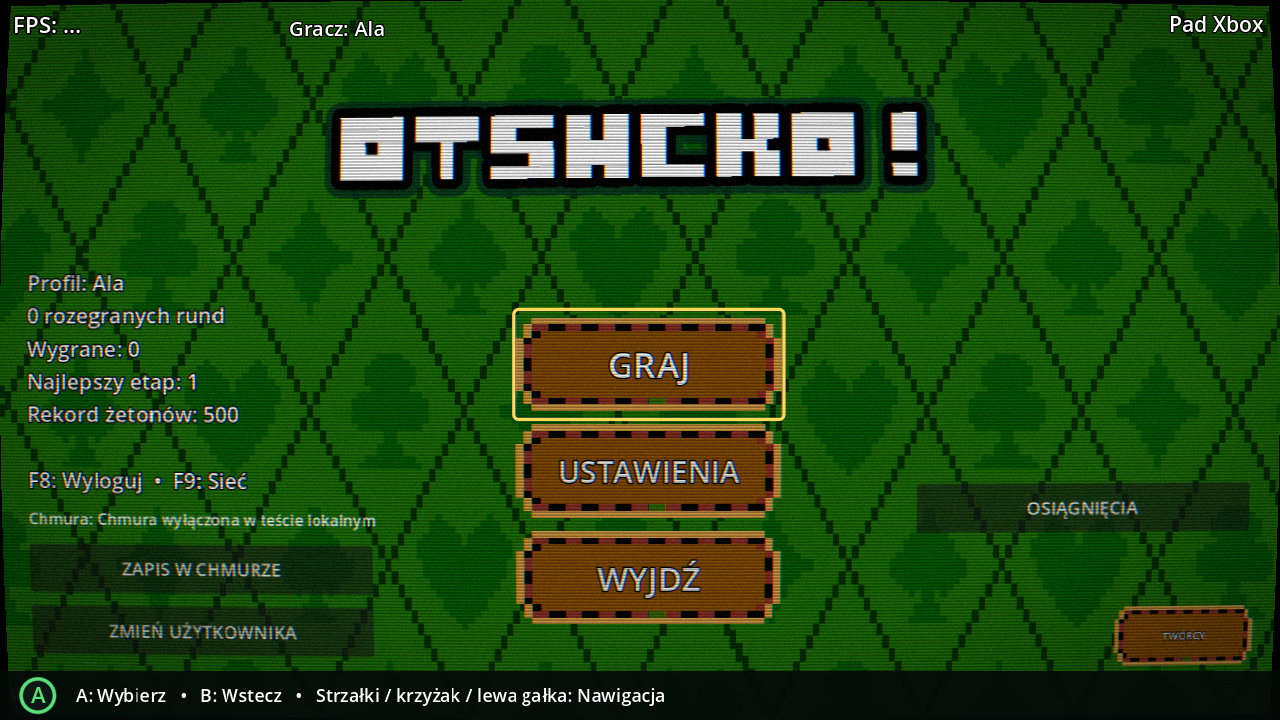 FPS: ...
Gracz: Ala
Pad Xbox
OTSHCKO!
Profil: Ala
0 rozegranych rund
Wygrane: 0
Najlepszy etap: 1
Rekord żetonów: 500
F8: Wyloguj • F9: Sieć
Chmura: Chmura wyłączona w teście lokalnym
ZAPIS W CHMURZE
ZMIEŃ UŻYTKOWNIKA
GRAJ
USTAWIENIA
WYJDŹ
OSIĄGNIĘCIA
TWÓRCY
A A: Wybierz • B: Wstecz • Strzałki / krzyżak / lewa gałka: Nawigacja